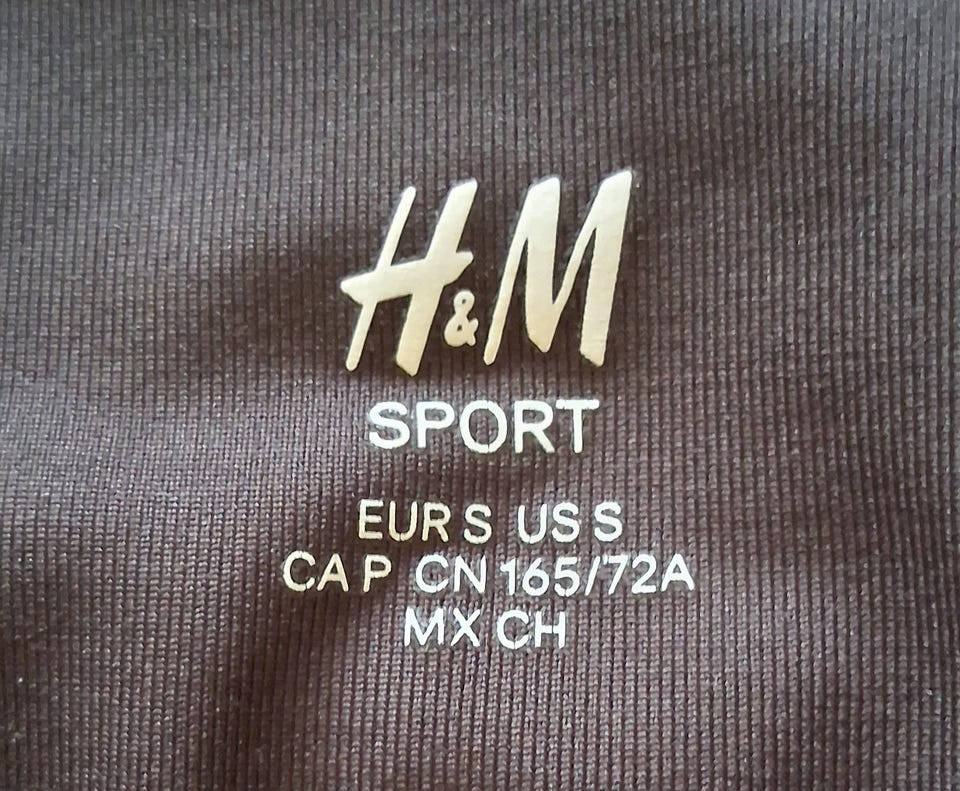 H&M
SPORT
EUR S US S
CA P CN 165/72A
MX CH